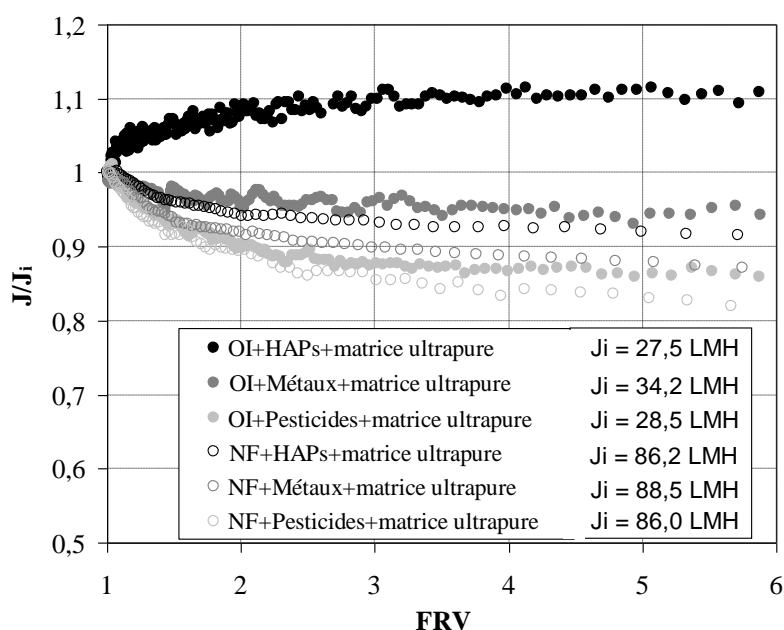 1,2
1,1
1
0,9
0,8
0,7
0,6
0,5
J/Ji
OI+HAPs+matrice ultrapure Ji = 27,5 LMH
OI+Métaux+matrice ultrapure Ji = 34,2 LMH
OI+Pesticides+matrice ultrapure Ji = 28,5 LMH
NF+HAPs+matrice ultrapure Ji = 86,2 LMH
NF+Métaux+matrice ultrapure Ji = 88,5 LMH
NF+Pesticides+matrice ultrapure Ji = 86,0 LMH
1 2 3 4 5 6
FRV